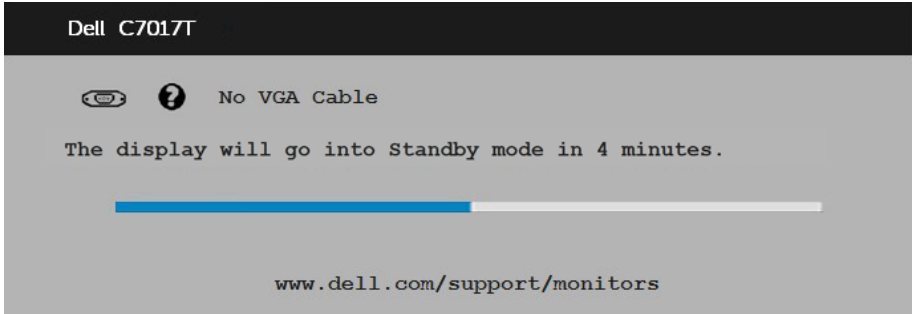 Dell C7017T
No VGA Cable
The display will go into Standby mode in 4 minutes.
www.dell.com/support/monitors